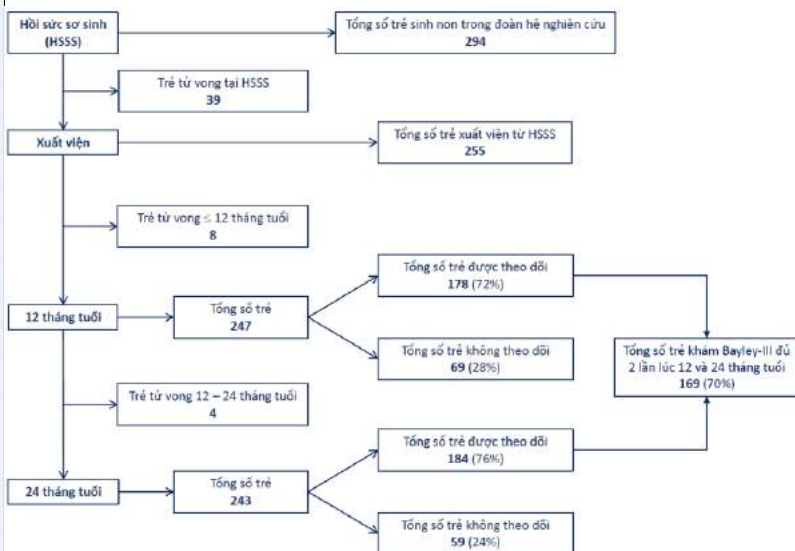 Hồi sức sơ sinh
(HSSS)
Tổng số trẻ sinh non trong đoàn hệ nghiên cứu
294
Trẻ tử vong tại HSSS
39
Xuất viện
Tổng số trẻ xuất viện từ HSSS
255
Trẻ tử vong ≤ 12 tháng tuổi
8
12 tháng tuổi
Tổng số trẻ
247
Tổng số trẻ được theo dõi
178 (72%)
Tổng số trẻ không theo dõi
69 (28%)
Tổng số trẻ khám Bayley-III đủ
2 lần lúc 12 và 24 tháng tuổi
169 (70%)
Trẻ tử vong 12 – 24 tháng tuổi
4
24 tháng tuổi
Tổng số trẻ
243
Tổng số trẻ được theo dõi
184 (76%)
Tổng số trẻ không theo dõi
59 (24%)